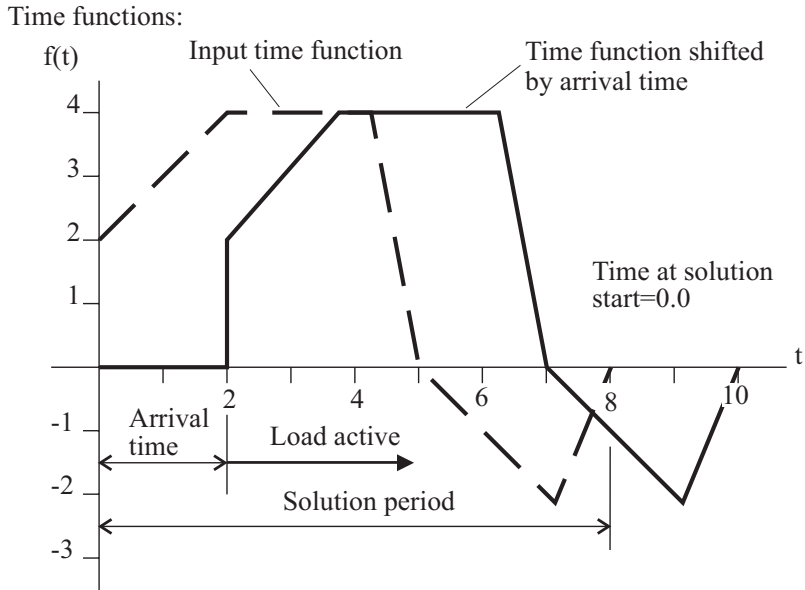 Time functions:
f(t)
Input time function
Time function shifted
by arrival time
4
3
2
1
Time at solution
start=0.0
t
2
4
6
8
10
-1
Arrival
time
Load active
-2
Solution period
-3